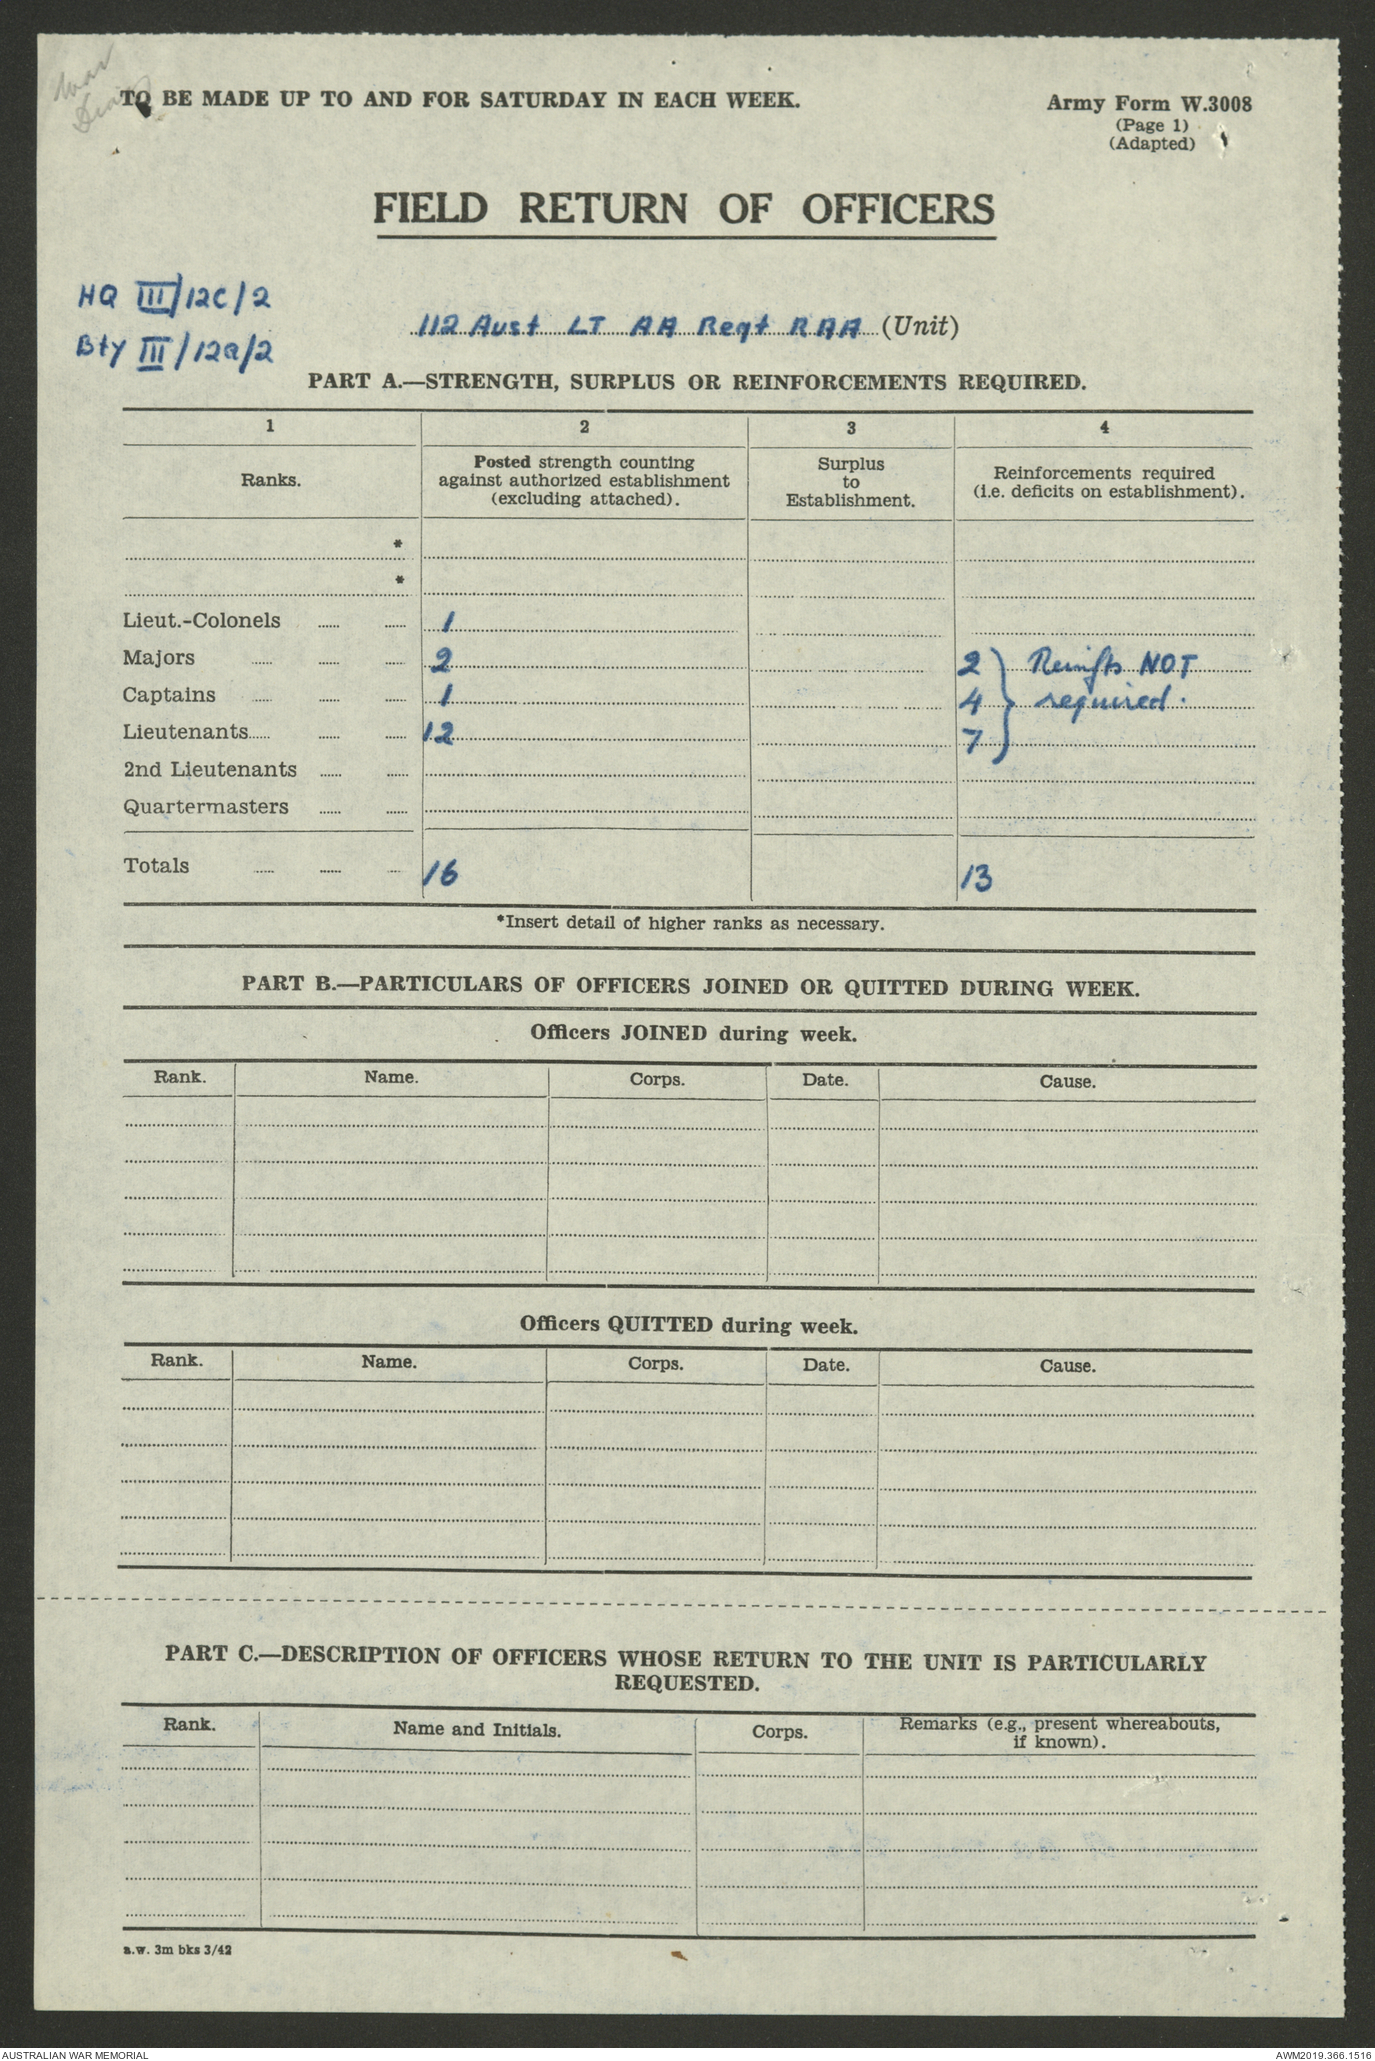 War
Diary
TO BE MADE UP TO AND FOR SATURDAY IN EACH WEEK.
Army Form W.3008
(Page 1)
(Adapted)
FIELD RETURN OF OFFICERS
HQ III/12C/2
Bty III/12a/2
112 Aust LT AA Regt RAA (Unit)
PART A.—STRENGTH, SURPLUS OR REINFORCEMENTS REQUIRED.
1 2 3 4
Ranks.
Posted strength counting
against authorized establishment
(excluding attached).
Surplus
to
Establishment.
Reinforcements required
(i.e. deficits on establishment).
*
*
Lieut.-Colonels 1
Majors 2 2 } Reinfts NOT
Captains 1 4 } required.
Lieutenants 12 7 }
2nd Lieutenants
Quartermasters
Totals 16 13
*Insert detail of higher ranks as necessary.
PART B.—PARTICULARS OF OFFICERS JOINED OR QUITTED DURING WEEK.
Officers JOINED during week.
Rank. Name. Corps. Date. Cause.
Officers QUITTED during week.
Rank. Name. Corps. Date. Cause.
PART C.—DESCRIPTION OF OFFICERS WHOSE RETURN TO THE UNIT IS PARTICULARLY
REQUESTED.
Rank. Name and Initials. Corps. Remarks (e.g., present whereabouts,
if known).
a.w. 3m bks 3/42
AUSTRALIAN WAR MEMORIAL
AWM2019.366.1516